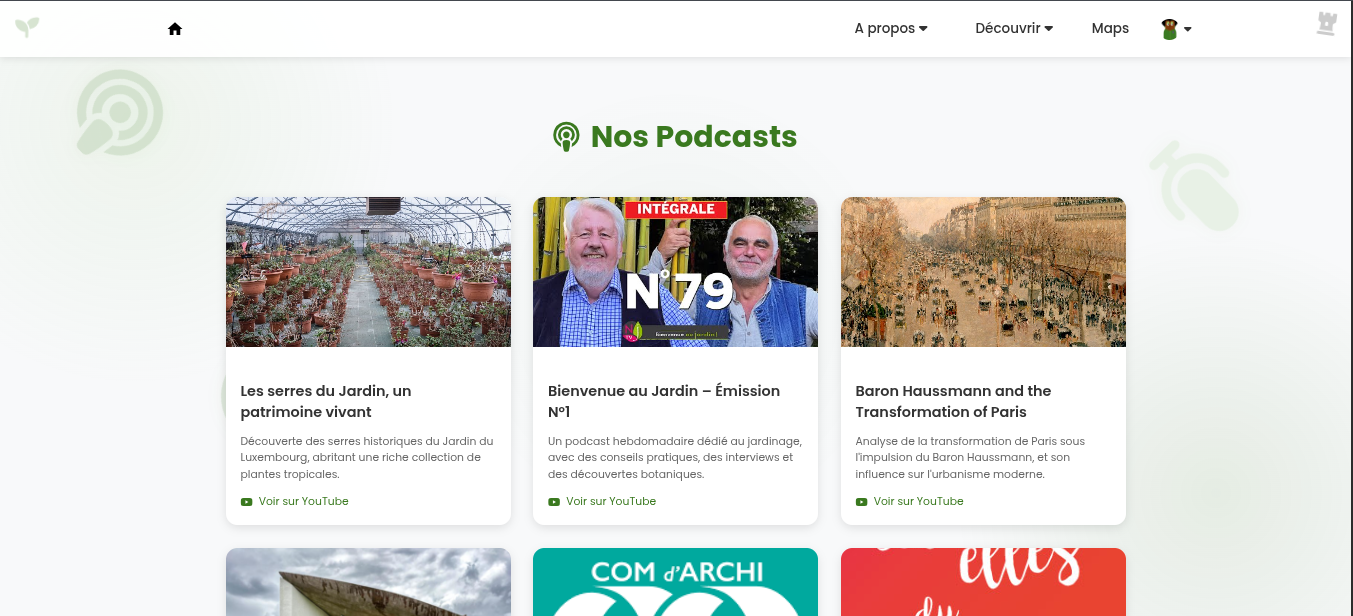 A propos
Découvrir
Maps
Nos Podcasts
INTÉGRALE
N°79
Bienvenue au jardin!
Les serres du Jardin, un
patrimoine vivant
Découverte des serres historiques du Jardin du
Luxembourg, abritant une riche collection de
plantes tropicales.
Voir sur YouTube
Bienvenue au Jardin – Émission
N°1
Un podcast hebdomadaire dédié au jardinage,
avec des conseils pratiques, des interviews et
des découvertes botaniques.
Voir sur YouTube
Baron Haussmann and the
Transformation of Paris
Analyse de la transformation de Paris sous
l'impulsion du Baron Haussmann, et son
influence sur l'urbanisme moderne.
Voir sur YouTube
COM d'ARCHI
elles
du